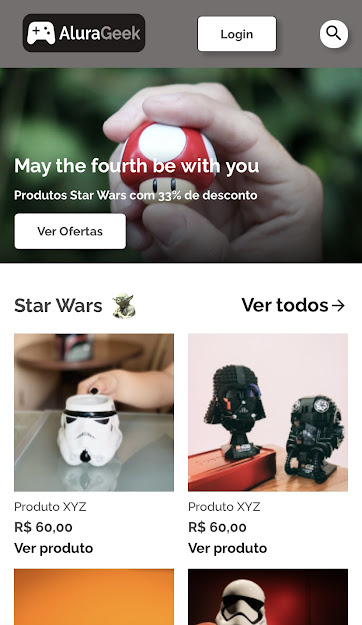 AluraGeek
Login
May the fourth be with you
Produtos Star Wars com 33% de desconto
Ver Ofertas
Star Wars
Ver todos
Produto XYZ
R$ 60,00
Ver produto
Produto XYZ
R$ 60,00
Ver produto